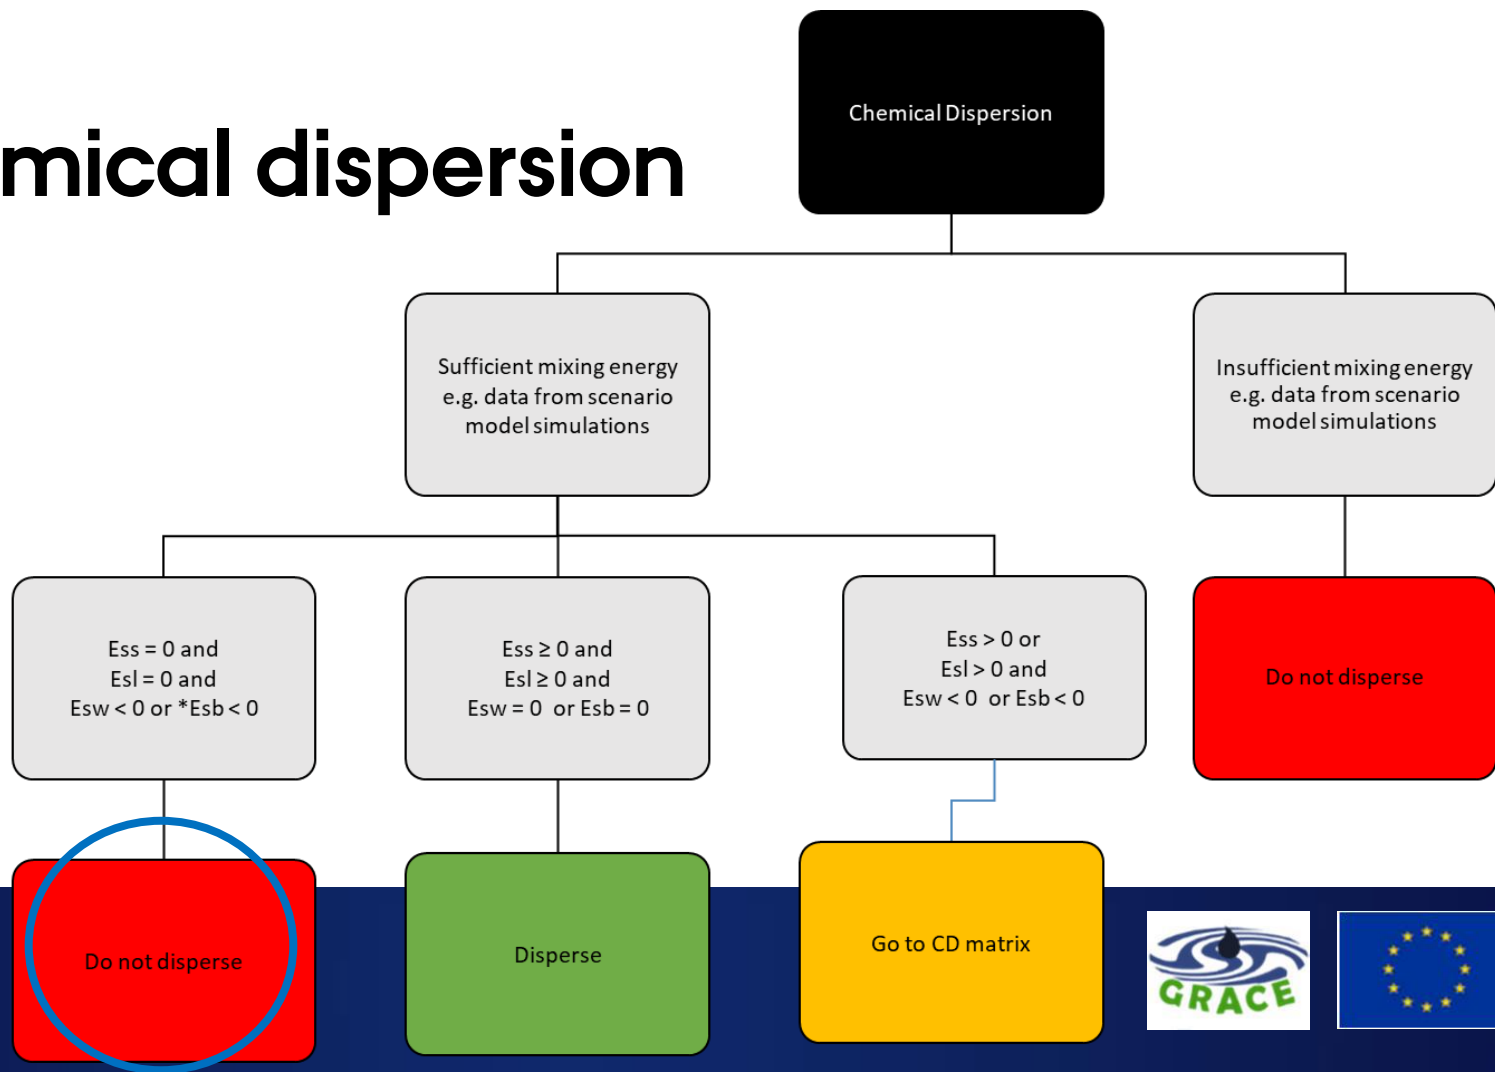 Chemical Dispersion
mical dispersion
Sufficient mixing energy
e.g. data from scenario
model simulations
Insufficient mixing energy
e.g. data from scenario
model simulations
Ess = 0 and
Esl = 0 and
Esw < 0 or *Esb < 0
Ess ≥ 0 and
Esl ≥ 0 and
Esw = 0 or Esb = 0
Ess > 0 or
Esl > 0 and
Esw < 0 or Esb < 0
Do not disperse
Do not disperse
Disperse
Go to CD matrix
GRACE